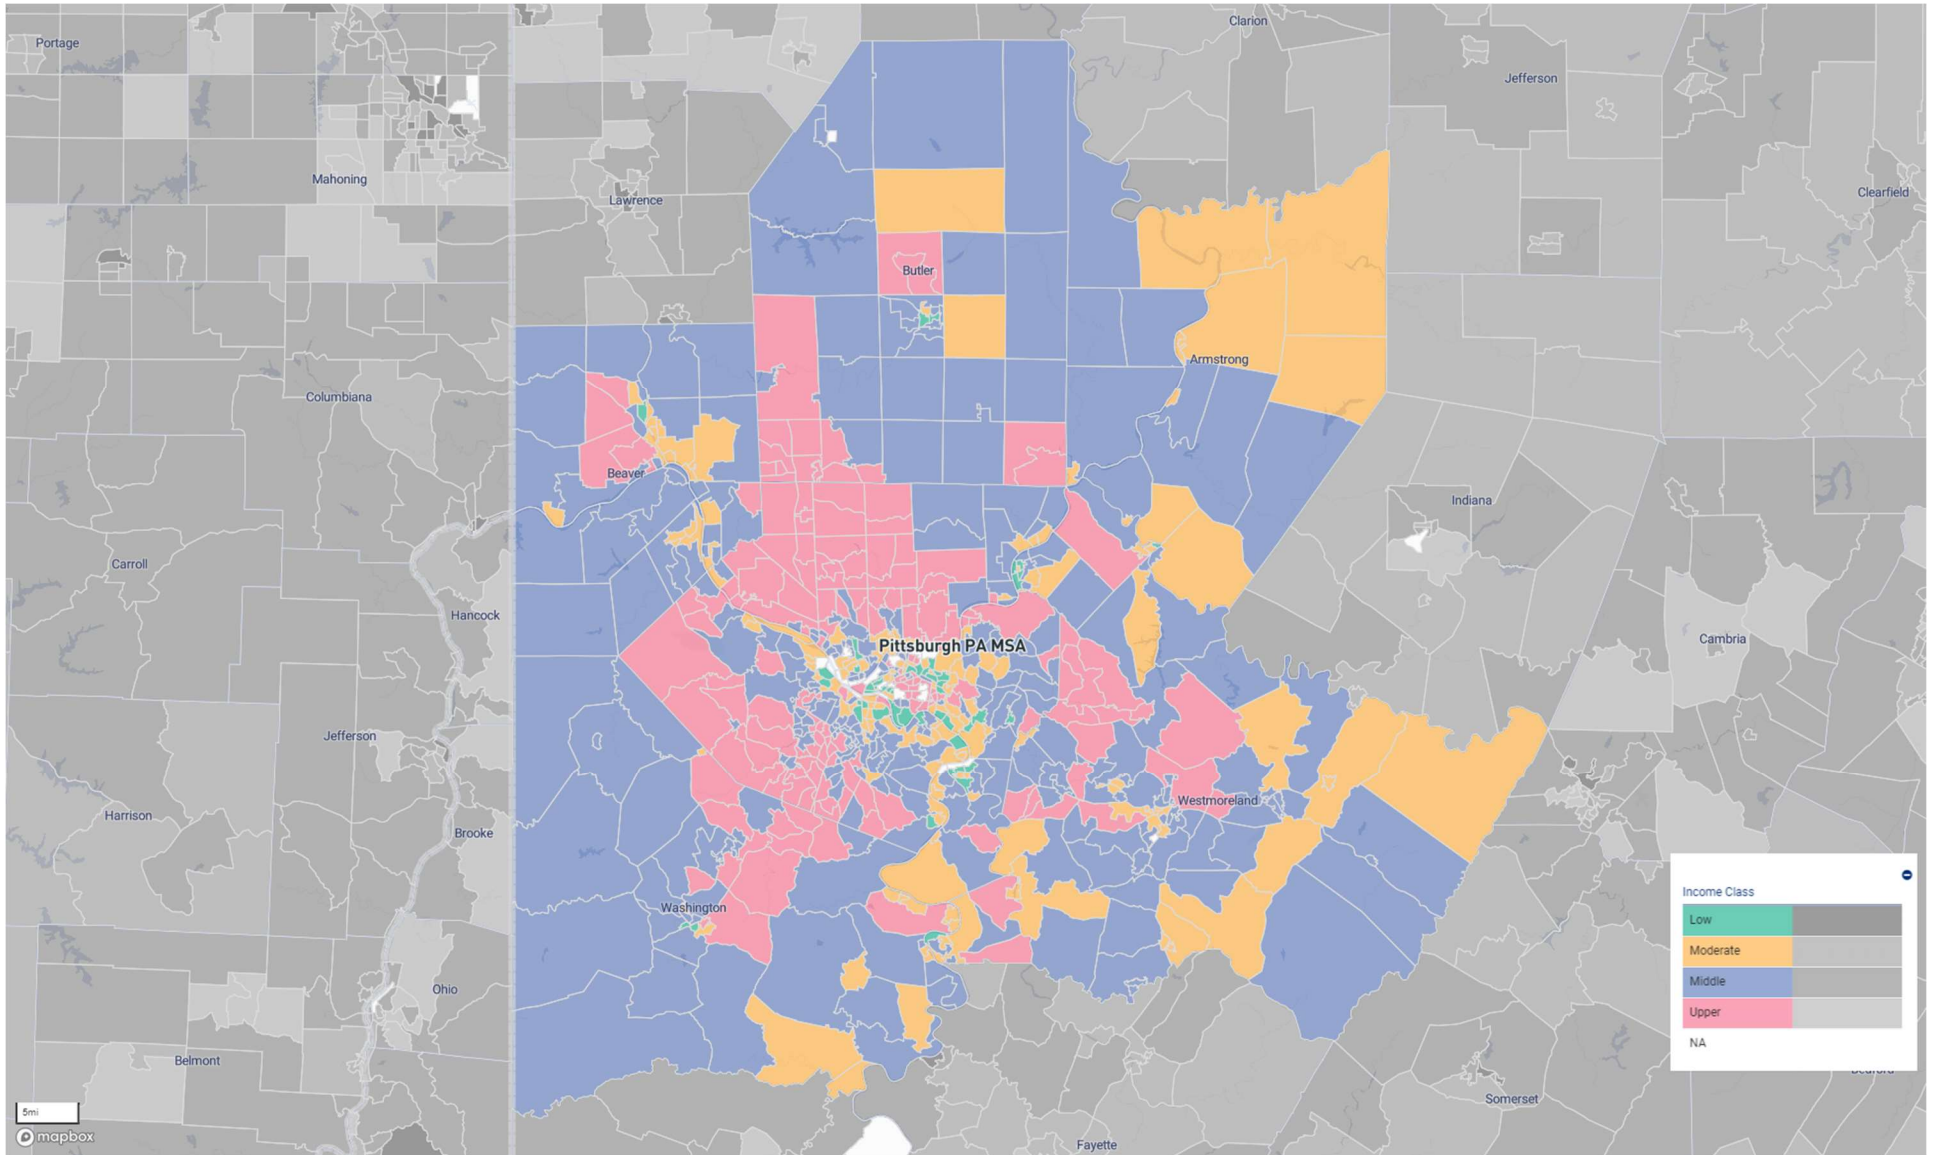 Clarion
Portage
Jefferson
Mahoning
Lawrence
Clearfield
Butler
Armstrong
Columbiana
Beaver
Indiana
Carroll
Hancock
Cambria
Pittsburgh PA MSA
Jefferson
Westmoreland
Harrison
Brooke
Income Class
Washington
Low
Moderate
Middle
Ohio
Upper
NA
Belmont
Somerset
5mi
mapbox
Fayette